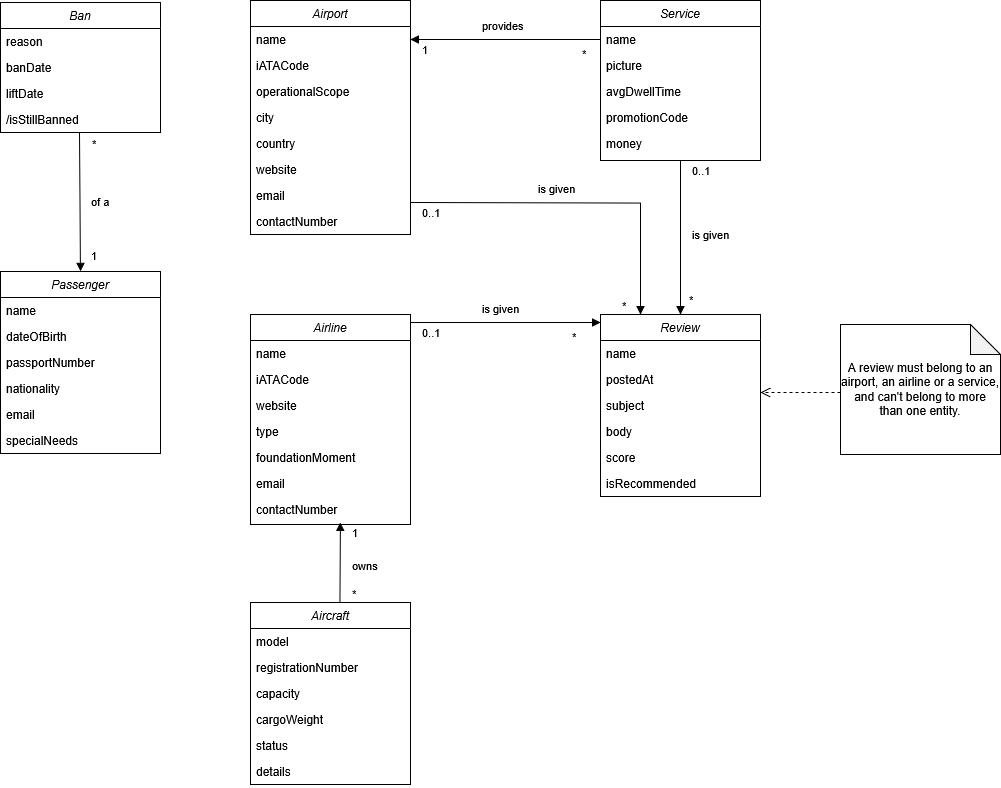 Ban
reason
banDate
liftDate
/isStillBanned
*
of a
1
Passenger
name
dateOfBirth
passportNumber
nationality
email
specialNeeds
Airport
name
iATACode
operationalScope
city
country
website
email
contactNumber
provides
1
*
Service
name
picture
avgDwellTime
promotionCode
money
0..1
is given
*
is given
0..1
*
Airline
name
iATACode
website
type
foundationMoment
email
contactNumber
is given
0..1
*
Review
name
postedAt
subject
body
score
isRecommended
A review must belong to an
airport, an airline or a service,
and can't belong to more
than one entity.
1
owns
*
Aircraft
model
registrationNumber
capacity
cargoWeight
status
details